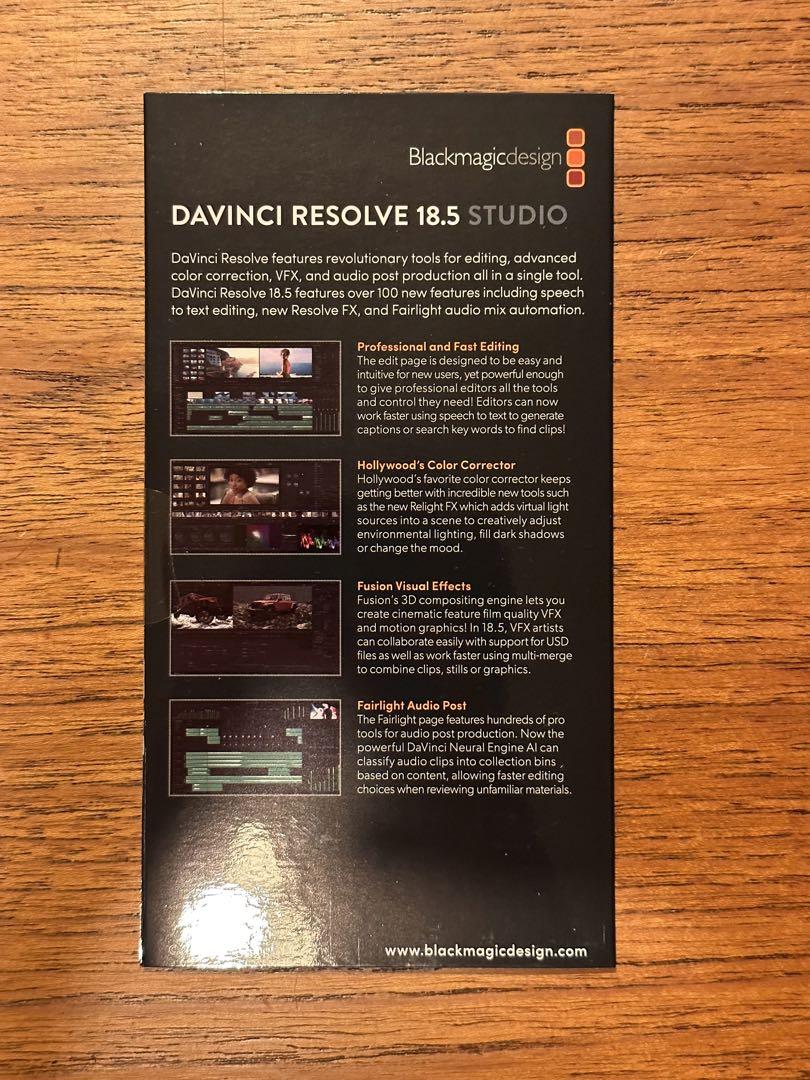 Blackmagicdesign
DAVINCI RESOLVE 18.5 STUDIO
DaVinci Resolve features revolutionary tools for editing, advanced
color correction, VFX, and audio post production all in a single tool.
DaVinci Resolve 18.5 features over 100 new features including speech
to text editing, new Resolve FX, and Fairlight audio mix automation.
Professional and Fast Editing
The edit page is designed to be easy and
intuitive for new users, yet powerful enough
to give professional editors all the tools
and control they need! Editors can now
work faster using speech to text to generate
captions or search key words to find clips!
Hollywood's Color Corrector
Hollywood's favorite color corrector keeps
getting better with incredible new tools such
as the new Relight FX which adds virtual light
sources into a scene to creatively adjust
environmental lighting, fill dark shadows
or change the mood.
Fusion Visual Effects
Fusion's 3D compositing engine lets you
create cinematic feature film quality VFX
and motion graphics! In 18.5, VFX artists
can collaborate easily with support for USD
files as well as work faster using multi-merge
to combine clips, stills or graphics.
Fairlight Audio Post
The Fairlight page features hundreds of pro
tools for audio post production. Now the
powerful DaVinci Neural Engine AI can
classify audio clips into collection bins
based on content, allowing faster editing
choices when reviewing unfamiliar materials.
www.blackmagicdesign.com